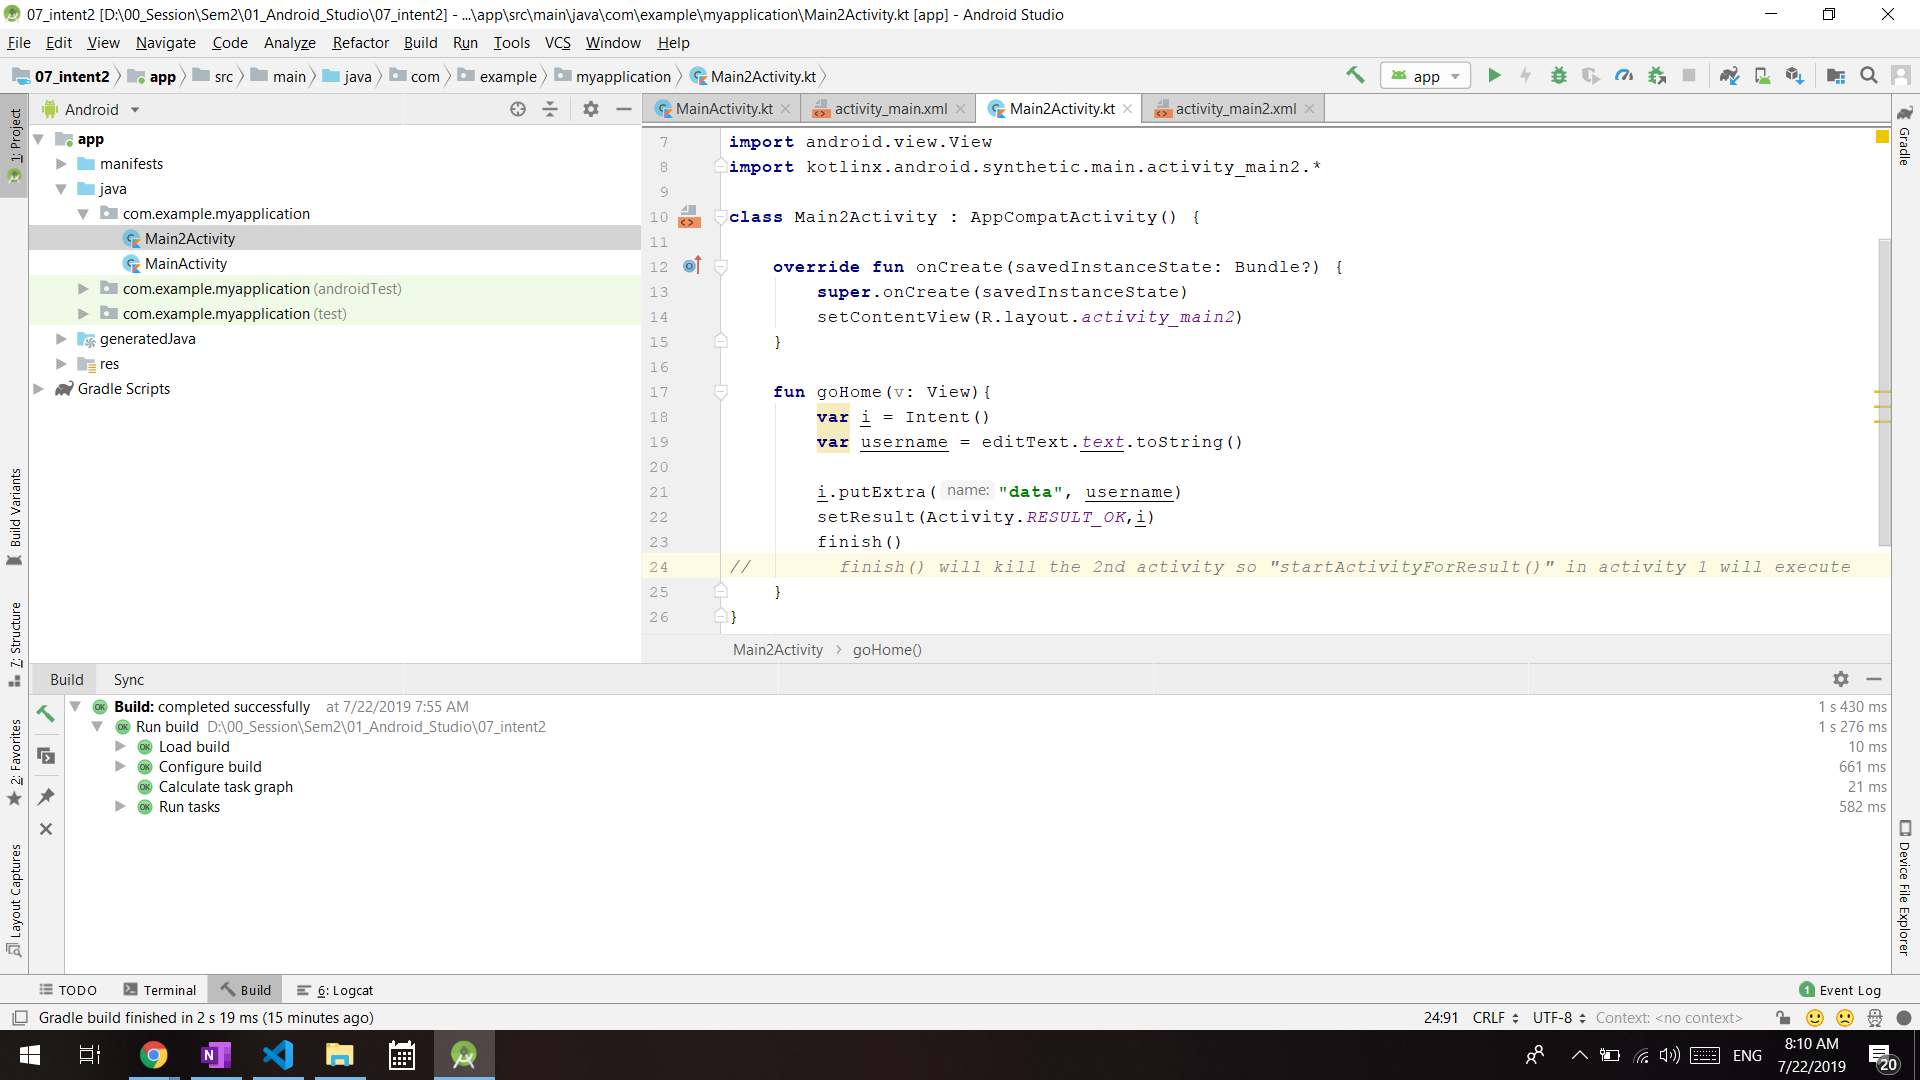 07_intent2 [D:\00_Session\Sem2\01_Android_Studio\07_intent2] - ...\app\src\main\java\com\example\myapplication\Main2Activity.kt [app] - Android Studio
File Edit View Navigate Code Analyze Refactor Build Run Tools VCS Window Help
07_intent2 app src main java com example myapplication Main2Activity.kt app
1: Project
Build Variants
7: Structure
2: Favorites
Layout Captures
Android
app
manifests
java
com.example.myapplication
Main2Activity
MainActivity
com.example.myapplication (androidTest)
com.example.myapplication (test)
generatedJava
res
Gradle Scripts
MainActivity.kt activity_main.xml Main2Activity.kt activity_main2.xml
7 import android.view.View
8 import kotlinx.android.synthetic.main.activity_main2.*
9
10 class Main2Activity : AppCompatActivity() {
11
12 override fun onCreate(savedInstanceState: Bundle?) {
13 super.onCreate(savedInstanceState)
14 setContentView(R.layout.activity_main2)
15 }
16
17 fun goHome(v: View){
18 var i = Intent()
19 var username = editText.text.toString()
20
21 i.putExtra( name: "data", username)
22 setResult(Activity.RESULT_OK,i)
23 finish()
24 // finish() will kill the 2nd activity so "startActivityForResult()" in activity 1 will execute
25 }
26 }
Main2Activity › goHome()
Gradle
Device File Explorer
Build Sync
Build: completed successfully at 7/22/2019 7:55 AM 1 s 430 ms
Run build D:\00_Session\Sem2\01_Android_Studio\07_intent2 1 s 276 ms
Load build 10 ms
Configure build 661 ms
Calculate task graph 21 ms
Run tasks 582 ms
TODO Terminal Build 6: Logcat 1 Event Log
Gradle build finished in 2 s 19 ms (15 minutes ago) 24:91 CRLF UTF-8 Context: <no context>
ENG 8:10 AM
7/22/2019 20